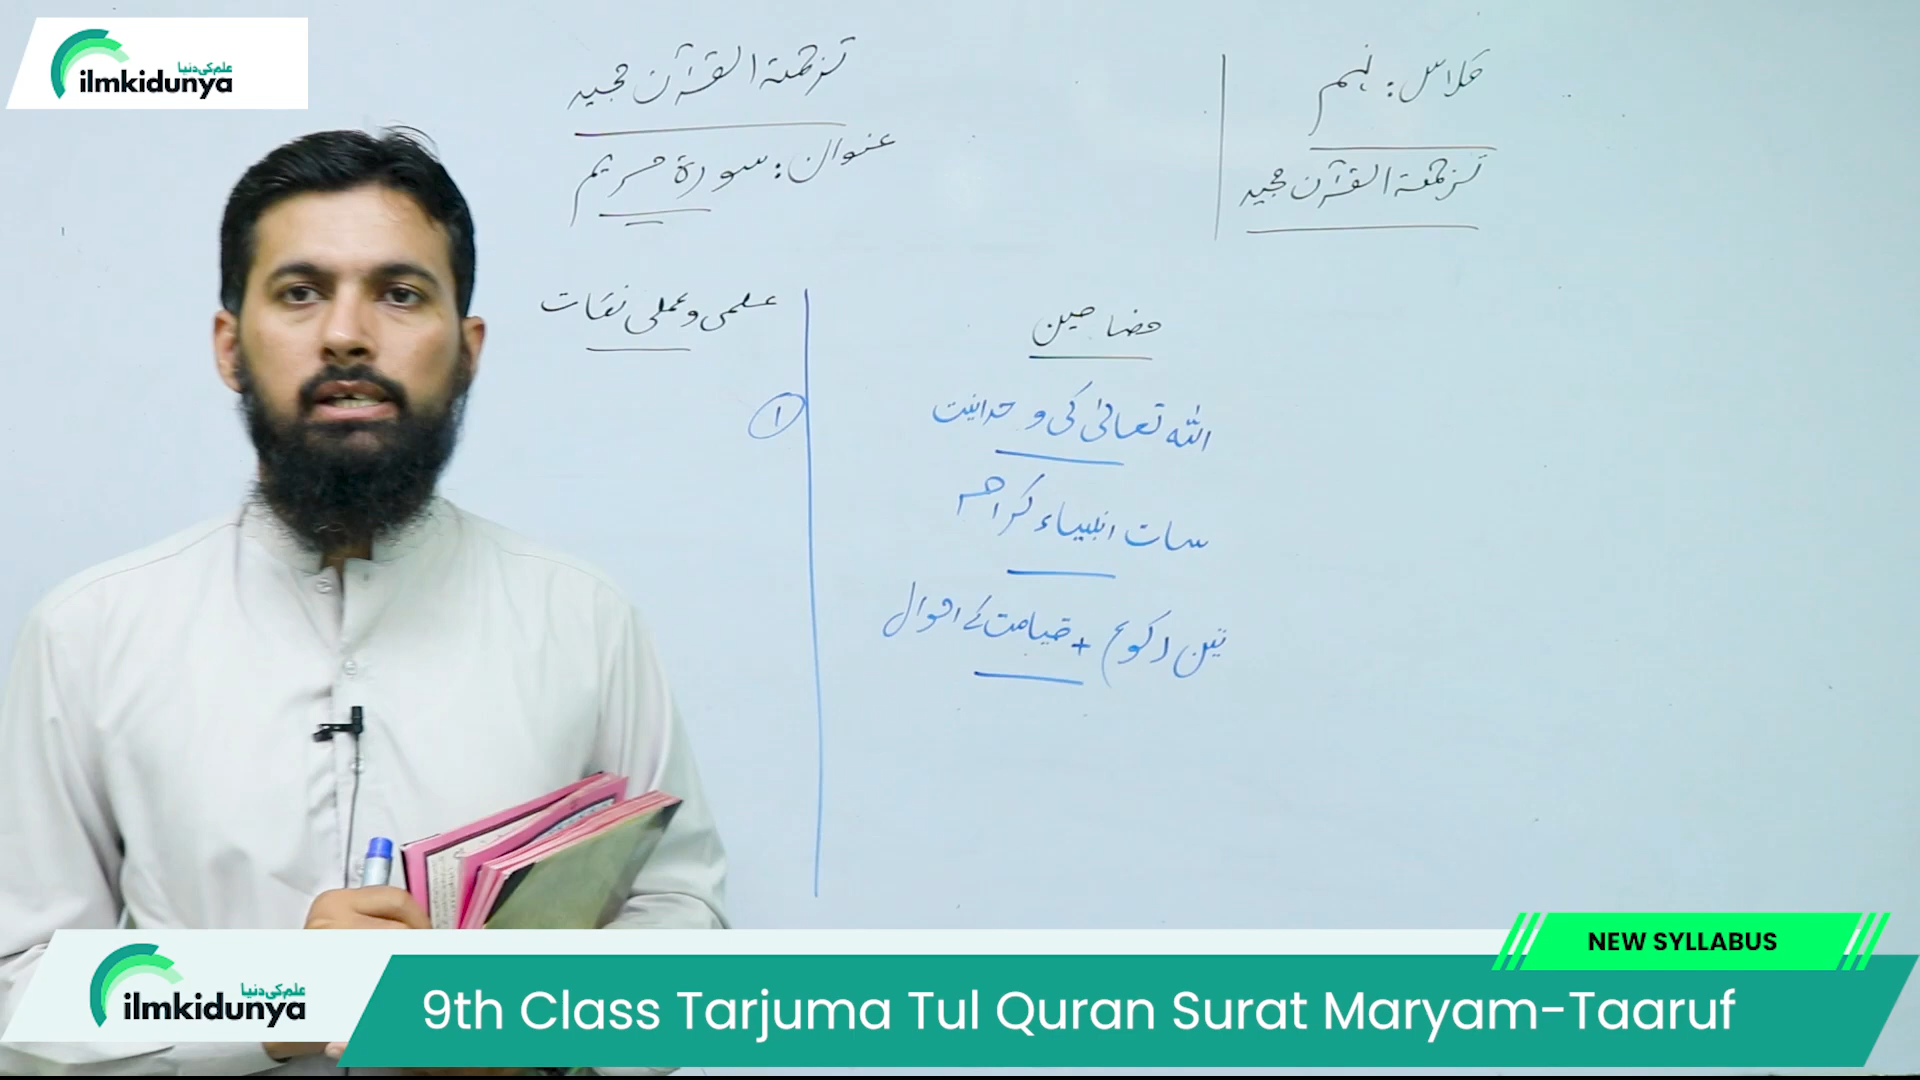 علم کی دنیا
ilmkidunya
کلاس: نہم
ترجمۃ القرآن مجید
ترجمۃ القرآن مجید
عنوان: سورۃ مریم
مضامین
علمی و عملی نقات
اللہ تعالیٰ کی وحدانیت
١
سات انبیاء کرام
تین رکوع + قیامت کے احوال
NEW SYLLABUS
علم کی دنیا
ilmkidunya
9th Class Tarjuma Tul Quran Surat Maryam-Taaruf